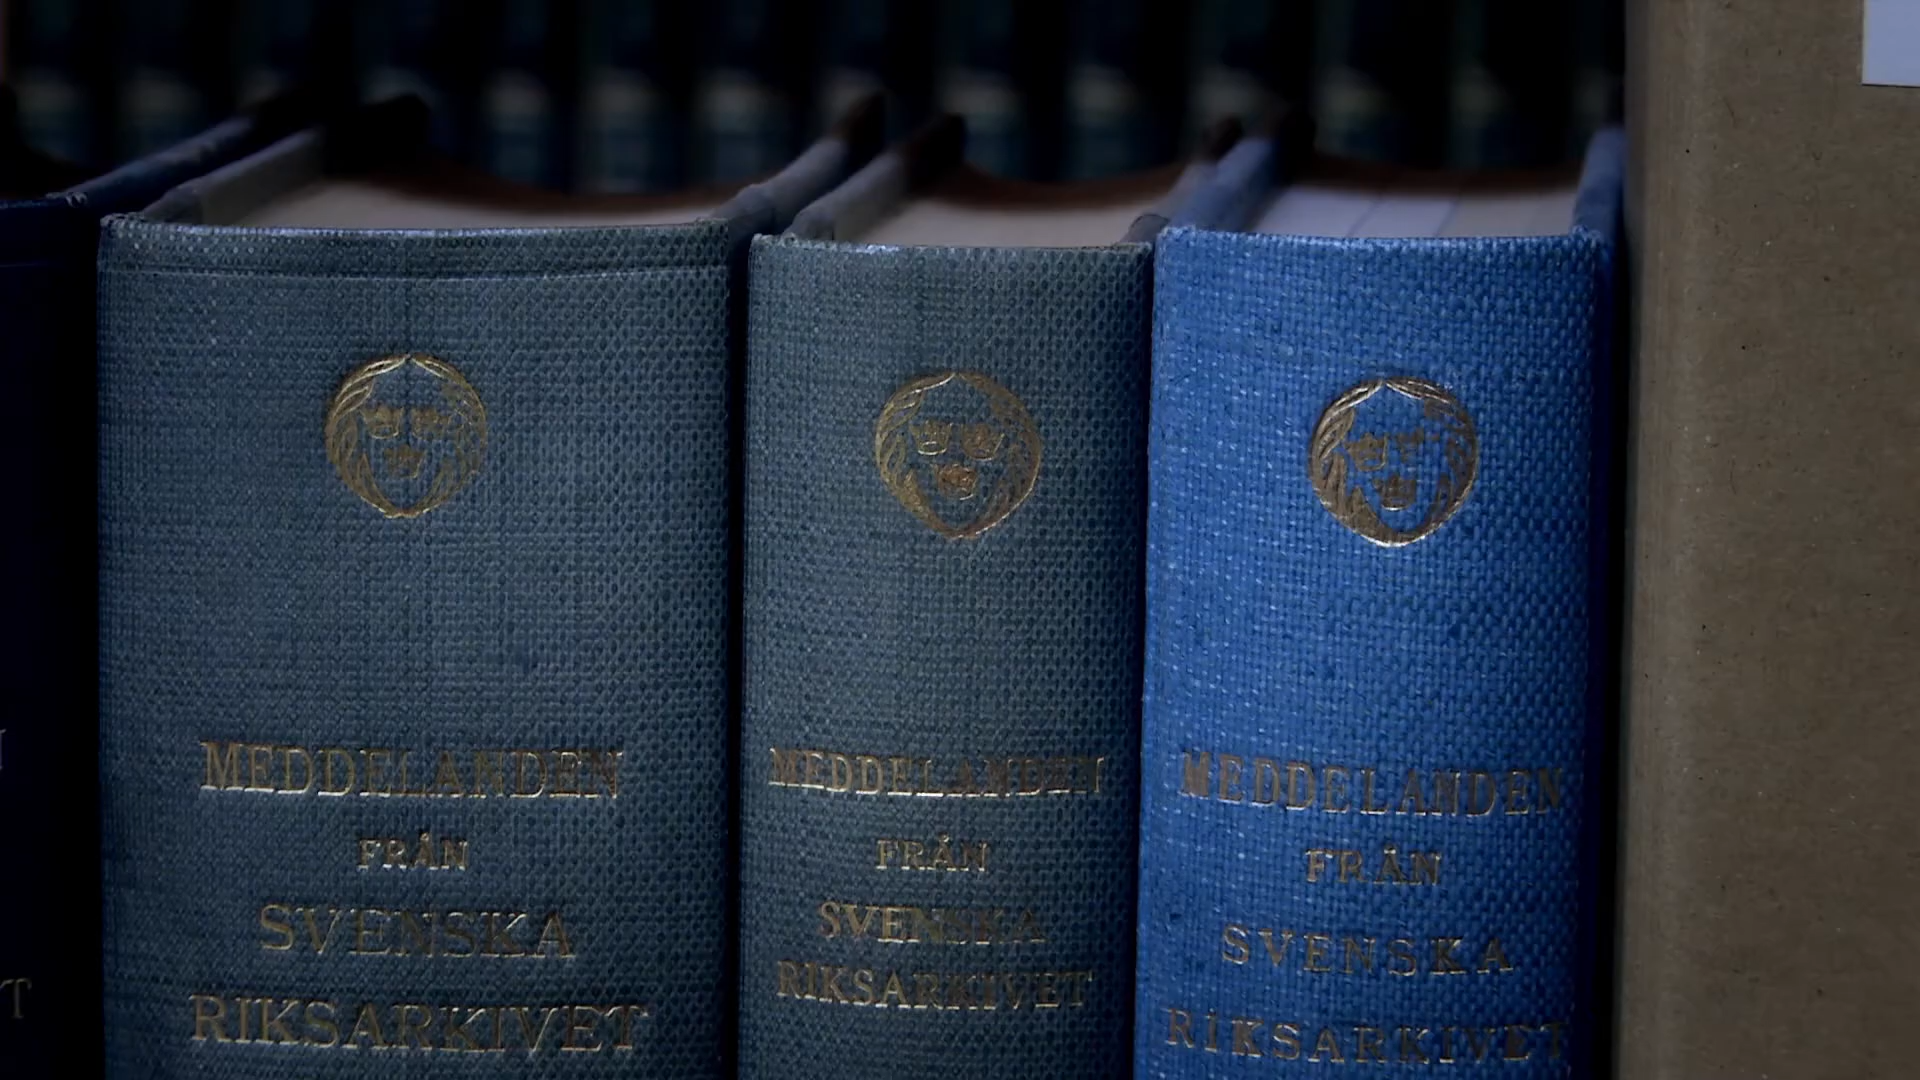 MEDDELANDEN
FRÅN
SVENSKA
RIKSARKIVET
MEDDELANDEN
FRÅN
SVENSKA
RIKSARKIVET
MEDDELANDEN
FRÅN
SVENSKA
RIKSARKIVET